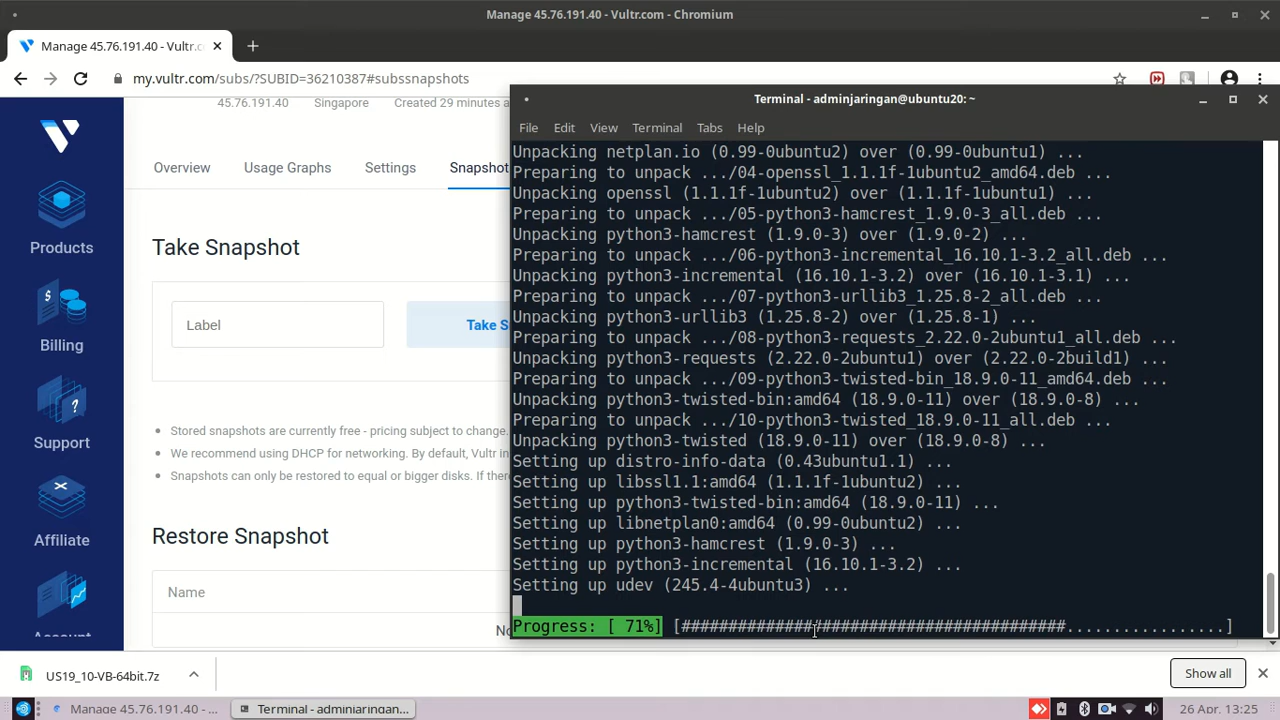 Manage 45.76.191.40 - Vultr.com - Chromium
Manage 45.76.191.40 - Vultr.c
my.vultr.com/subs/?SUBID=36210387#subssnapshots
45.76.191.40 Singapore Created 29 minutes a
Overview Usage Graphs Settings Snapshot
Products
Billing
Support
Affiliate
Account
Take Snapshot
Label
Take S
Stored snapshots are currently free - pricing subject to change.
We recommend using DHCP for networking. By default, Vultr in
Snapshots can only be restored to equal or bigger disks. If ther
Restore Snapshot
Name
No
Terminal - adminjaringan@ubuntu20: ~
File Edit View Terminal Tabs Help
Unpacking netplan.io (0.99-0ubuntu2) over (0.99-0ubuntu1) ...
Preparing to unpack .../04-openssl_1.1.1f-1ubuntu2_amd64.deb ...
Unpacking openssl (1.1.1f-1ubuntu2) over (1.1.1f-1ubuntu1) ...
Preparing to unpack .../05-python3-hamcrest_1.9.0-3_all.deb ...
Unpacking python3-hamcrest (1.9.0-3) over (1.9.0-2) ...
Preparing to unpack .../06-python3-incremental_16.10.1-3.2_all.deb ...
Unpacking python3-incremental (16.10.1-3.2) over (16.10.1-3.1) ...
Preparing to unpack .../07-python3-urllib3_1.25.8-2_all.deb ...
Unpacking python3-urllib3 (1.25.8-2) over (1.25.8-1) ...
Preparing to unpack .../08-python3-requests_2.22.0-2ubuntu1_all.deb ...
Unpacking python3-requests (2.22.0-2ubuntu1) over (2.22.0-2build1) ...
Preparing to unpack .../09-python3-twisted-bin_18.9.0-11_amd64.deb ...
Unpacking python3-twisted-bin:amd64 (18.9.0-11) over (18.9.0-8) ...
Preparing to unpack .../10-python3-twisted_18.9.0-11_all.deb ...
Unpacking python3-twisted (18.9.0-11) over (18.9.0-8) ...
Setting up distro-info-data (0.43ubuntu1.1) ...
Setting up libssl1.1:amd64 (1.1.1f-1ubuntu2) ...
Setting up python3-twisted-bin:amd64 (18.9.0-11) ...
Setting up libnetplan0:amd64 (0.99-0ubuntu2) ...
Setting up python3-hamcrest (1.9.0-3) ...
Setting up python3-incremental (16.10.1-3.2) ...
Setting up udev (245.4-4ubuntu3) ...
Progress: [ 71%] [#########################################.................]
US19_10-VB-64bit.7z
Show all
Manage 45.76.191.40 - ...
Terminal - adminjaringan...
26 Apr. 13:25